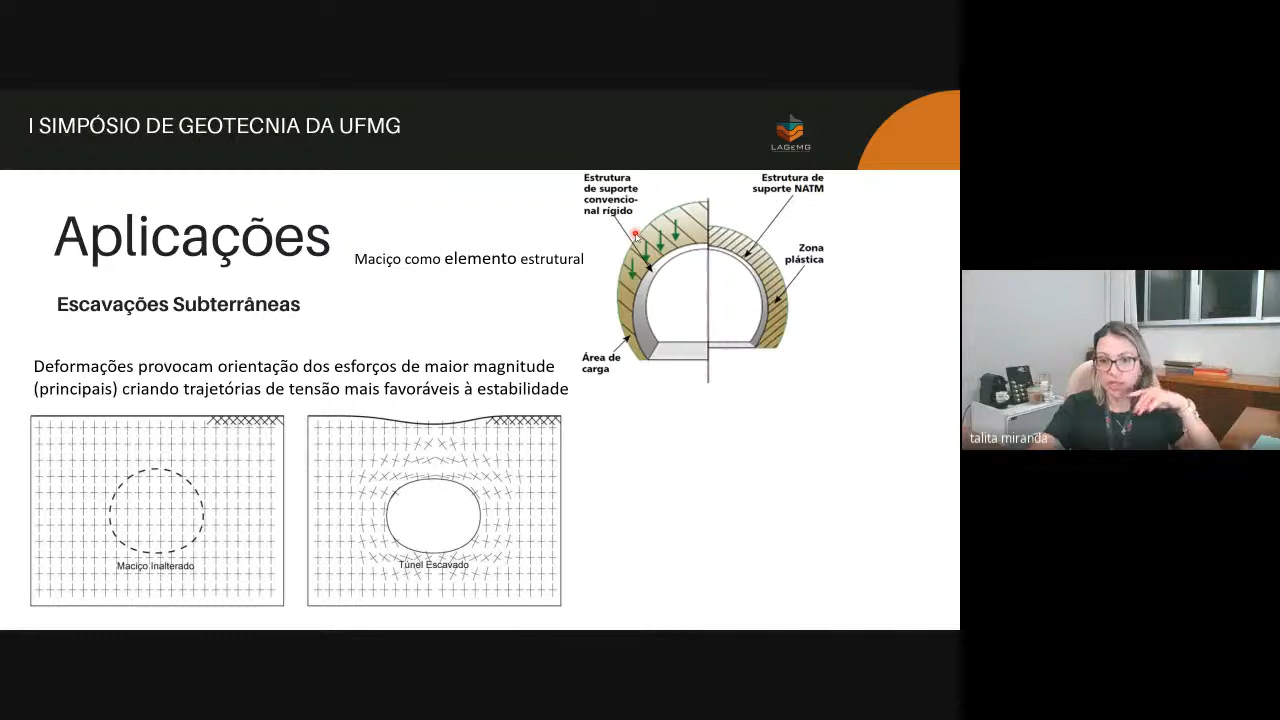 I SIMPÓSIO DE GEOTECNIA DA UFMG
LAGEMG
Aplicações
Maciço como elemento estrutural
Escavações Subterrâneas
Estrutura
de suporte
convencio-
nal rígido
Estrutura de
suporte NATM
Zona
plástica
Área de
carga
Deformações provocam orientação dos esforços de maior magnitude
(principais) criando trajetórias de tensão mais favoráveis à estabilidade
Maciço Inalterado
Túnel Escavado
talita miranda